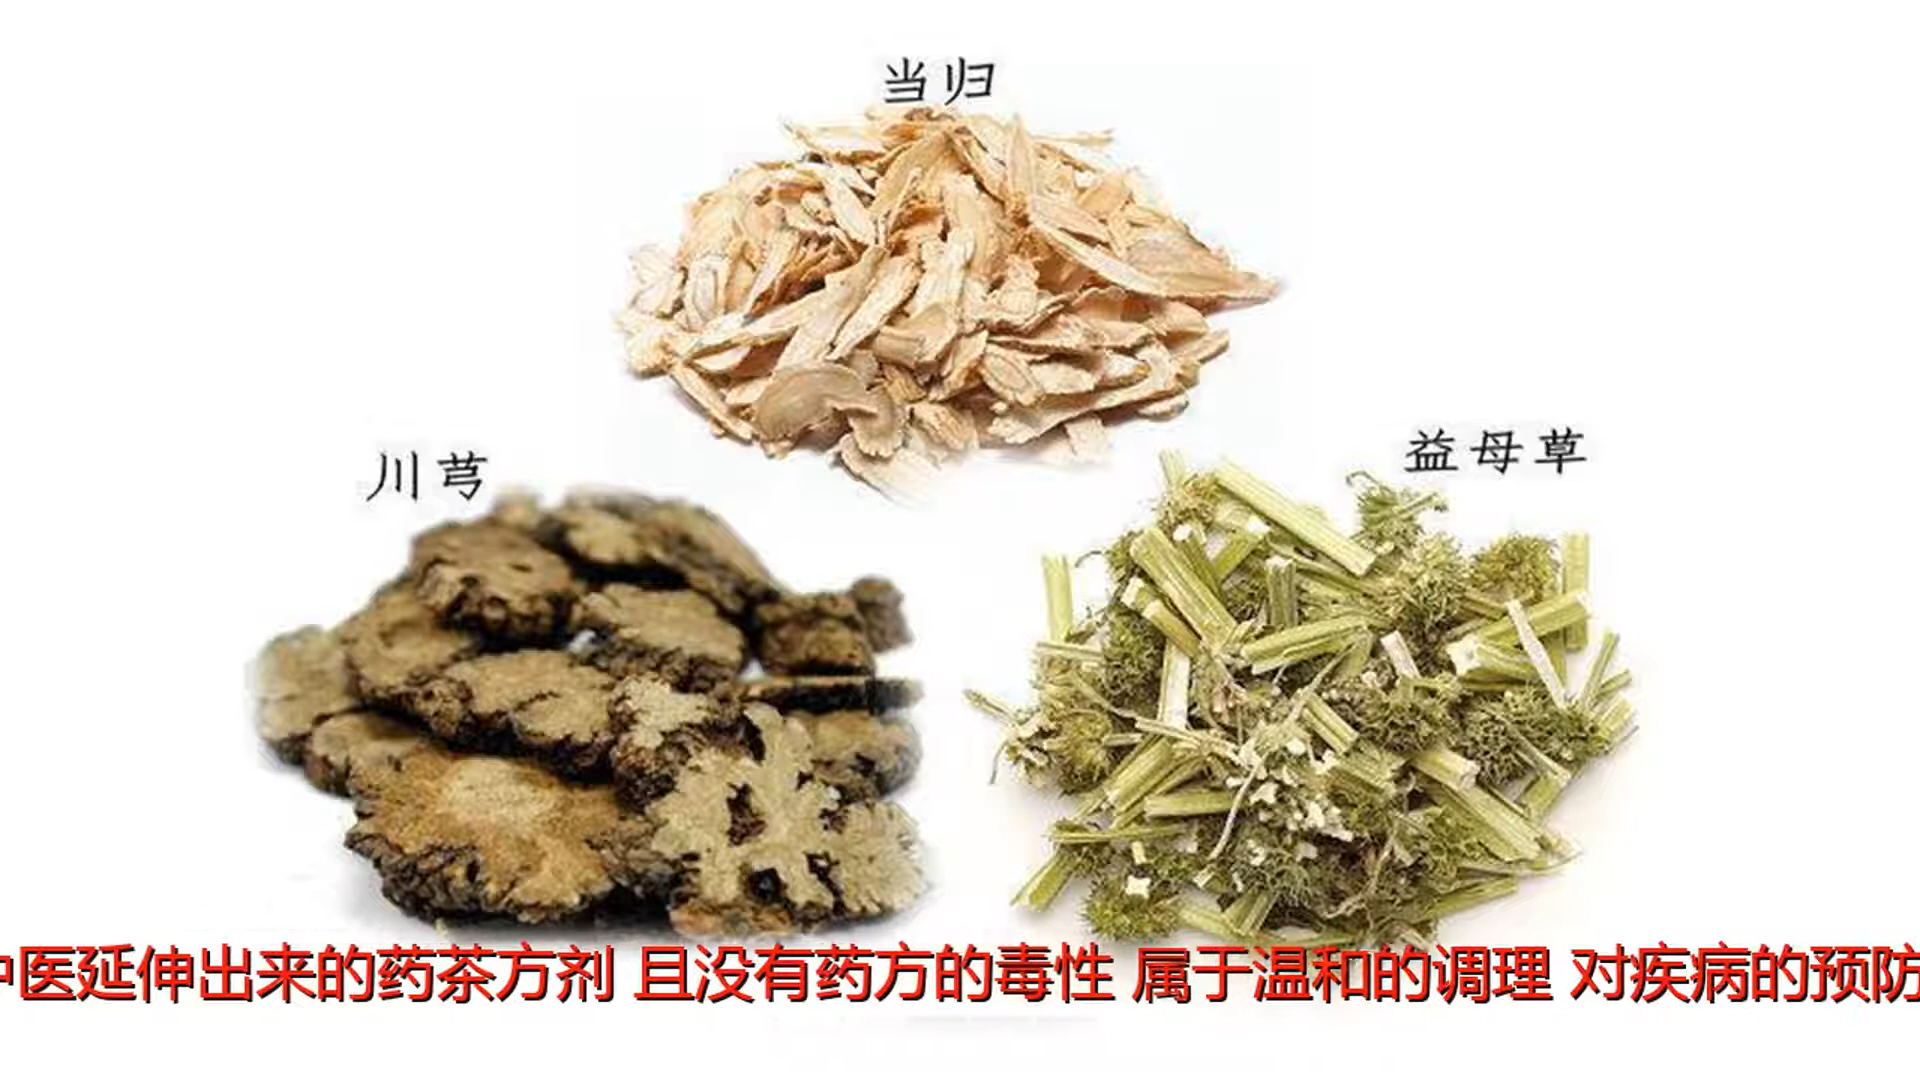 当归
川芎
益母草
中医延伸出来的药茶方剂 且没有药方的毒性 属于温和的调理 对疾病的预防